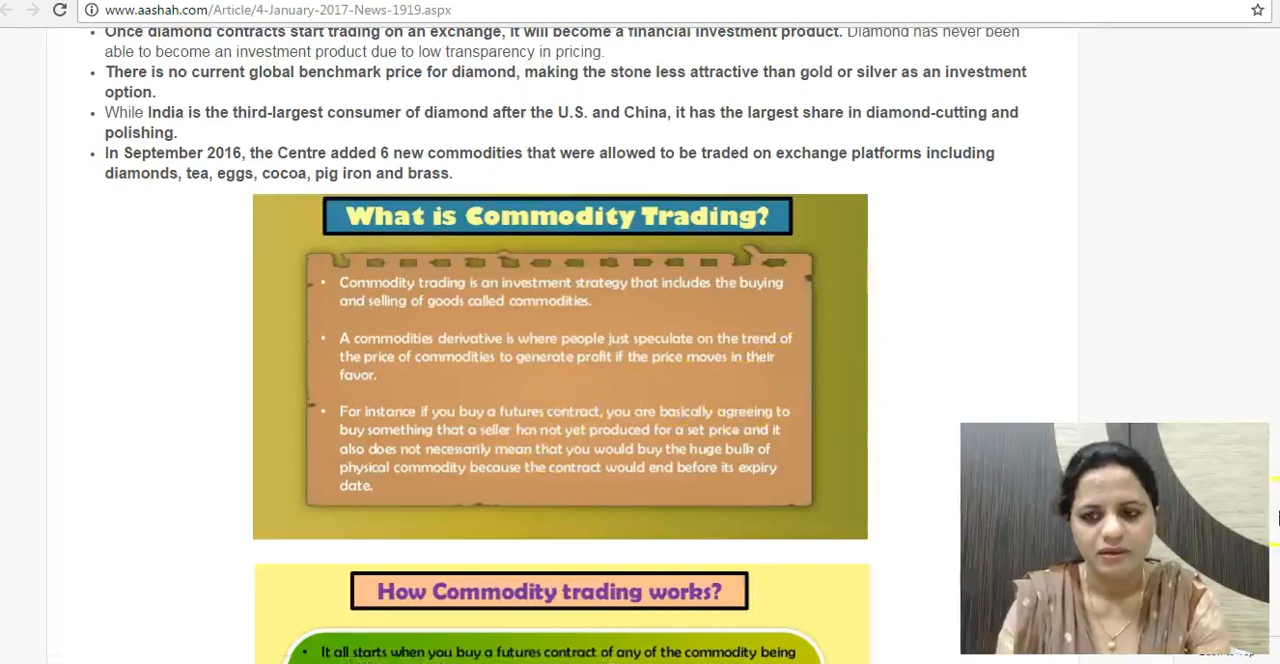 www.aashah.com/Article/4-January-2017-News-1919.aspx
Once diamond contracts start trading on an exchange, it will become a financial investment product. Diamond has never been
able to become an investment product due to low transparency in pricing.
There is no current global benchmark price for diamond, making the stone less attractive than gold or silver as an investment
option.
While India is the third-largest consumer of diamond after the U.S. and China, it has the largest share in diamond-cutting and
polishing.
In September 2016, the Centre added 6 new commodities that were allowed to be traded on exchange platforms including
diamonds, tea, eggs, cocoa, pig iron and brass.
What is Commodity Trading?
Commodity trading is an investment strategy that includes the buying
and selling of goods called commodities.
A commodities derivative is where people just speculate on the trend of
the price of commodities to generate profit if the price moves in their
favor.
For instance if you buy a futures contract, you are basically agreeing to
buy something that a seller has not yet produced for a set price and it
also does not necessarily mean that you would buy the huge bulk of
physical commodity because the contract would end before its expiry
date.
How Commodity trading works?
It all starts when you buy a futures contract of any of the commodity being